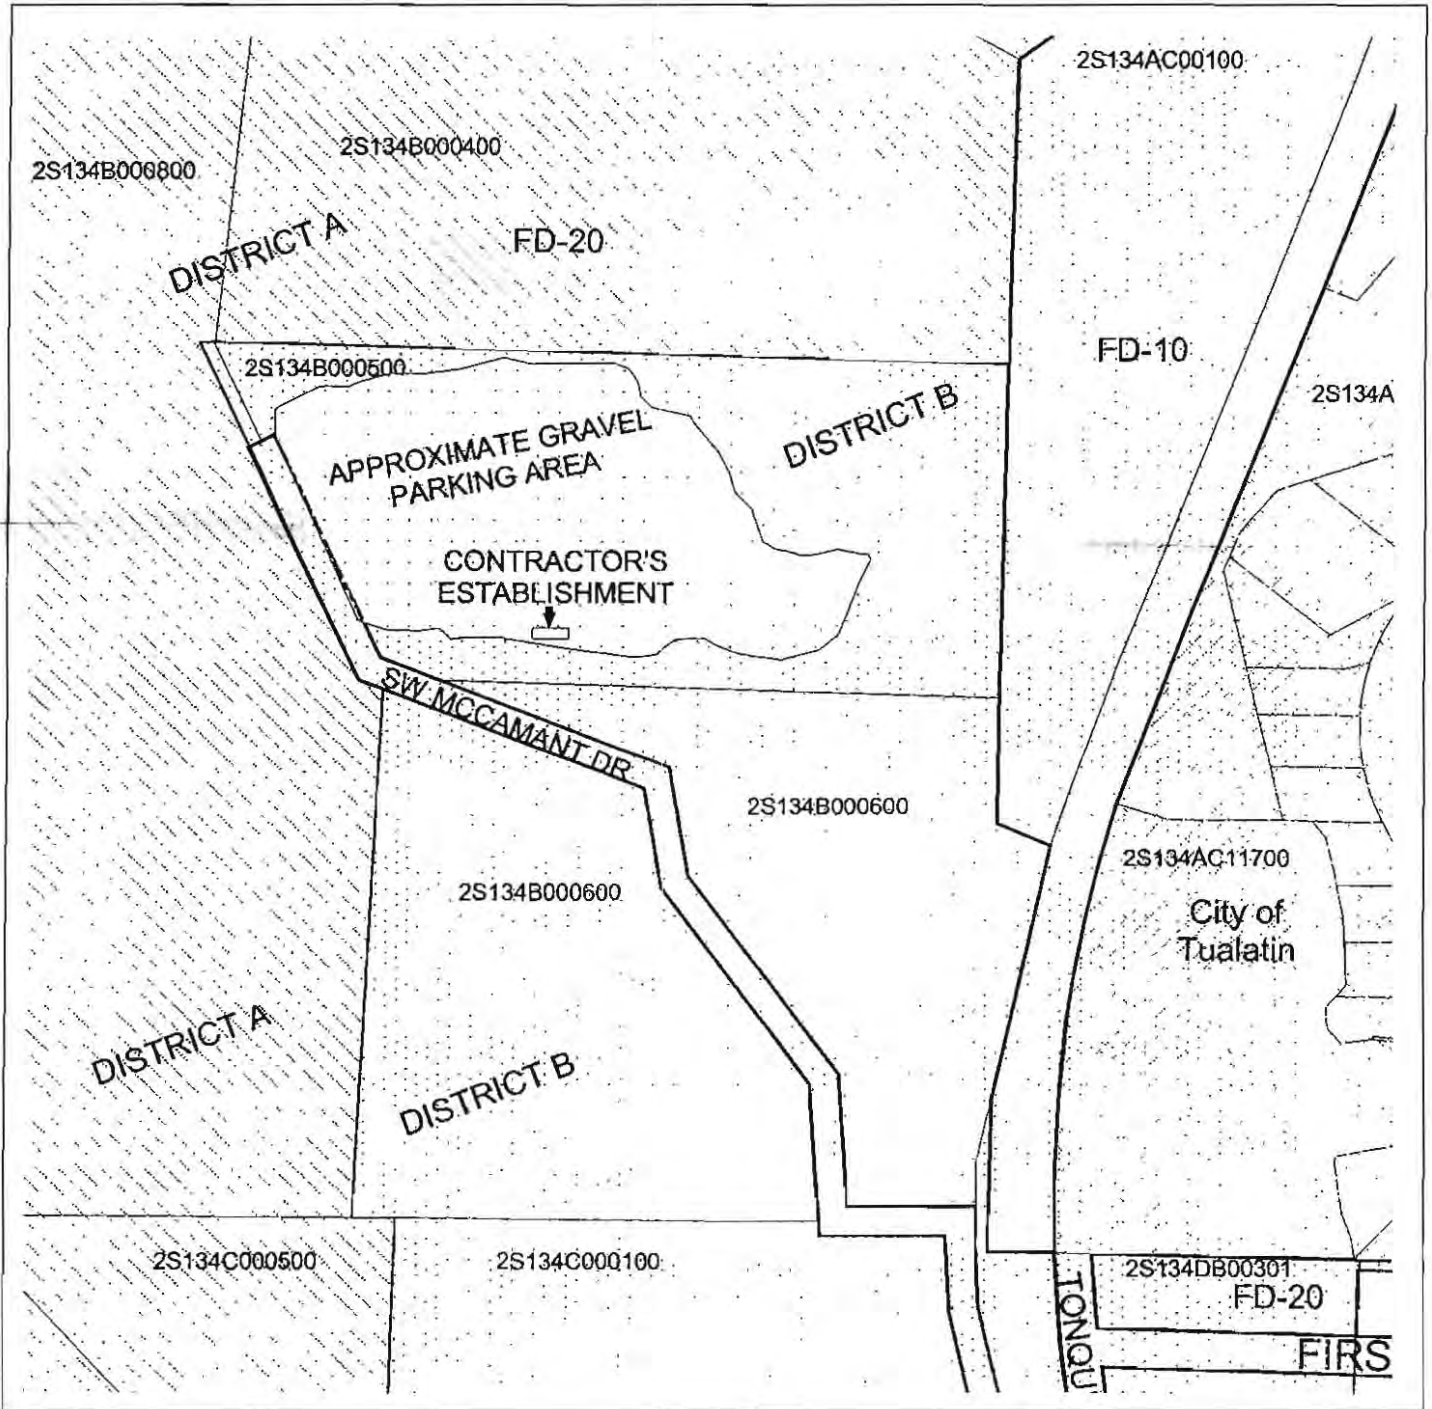 2S134AC00100
2S134B000400
2S134B000800
DISTRICT A
FD-20
FD-10
2S134B000500
2S134A
DISTRICT B
APPROXIMATE GRAVEL
PARKING AREA
CONTRACTOR'S
ESTABLISHMENT
SW MCCAMANT DR
2S134B000600
2S134AC11700
2S134B000600
City of
Tualatin
DISTRICT A
DISTRICT B
2S134C000500
2S134C000100
2S134DB00301
FD-20
TONQU
FIRS